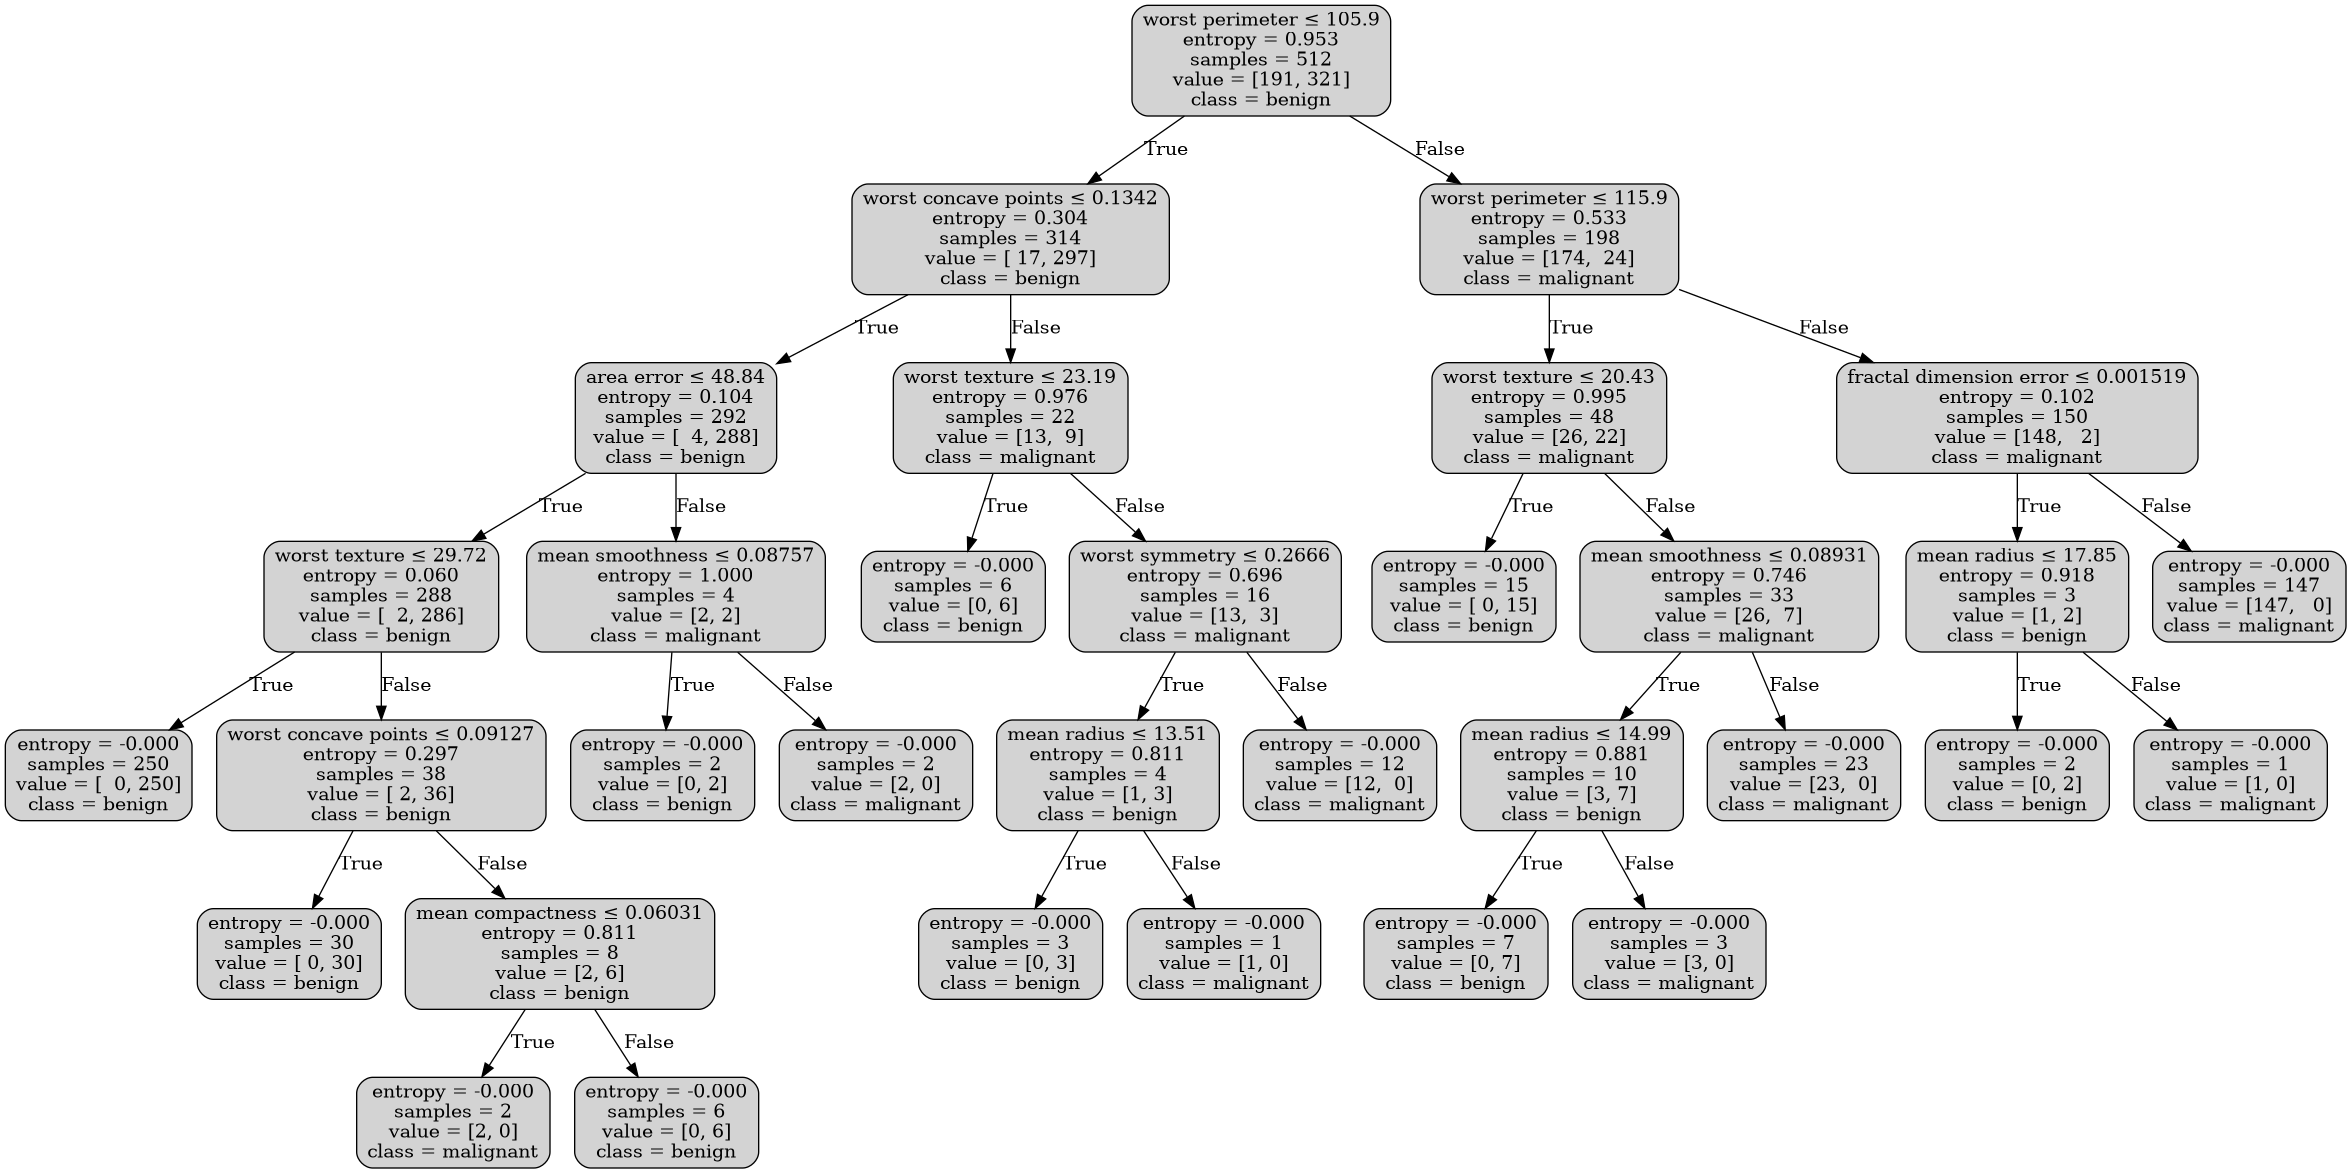 worst perimeter ≤ 105.9
entropy = 0.953
samples = 512
value = [191, 321]
class = benign
True
False
worst concave points ≤ 0.1342
entropy = 0.304
samples = 314
value = [ 17, 297]
class = benign
worst perimeter ≤ 115.9
entropy = 0.533
samples = 198
value = [174,  24]
class = malignant
True
False
True
False
area error ≤ 48.84
entropy = 0.104
samples = 292
value = [  4, 288]
class = benign
worst texture ≤ 23.19
entropy = 0.976
samples = 22
value = [13,  9]
class = malignant
worst texture ≤ 20.43
entropy = 0.995
samples = 48
value = [26, 22]
class = malignant
fractal dimension error ≤ 0.001519
entropy = 0.102
samples = 150
value = [148,   2]
class = malignant
True
False
True
False
True
False
True
False
worst texture ≤ 29.72
entropy = 0.060
samples = 288
value = [  2, 286]
class = benign
mean smoothness ≤ 0.08757
entropy = 1.000
samples = 4
value = [2, 2]
class = malignant
entropy = -0.000
samples = 6
value = [0, 6]
class = benign
worst symmetry ≤ 0.2666
entropy = 0.696
samples = 16
value = [13,  3]
class = malignant
entropy = -0.000
samples = 15
value = [ 0, 15]
class = benign
mean smoothness ≤ 0.08931
entropy = 0.746
samples = 33
value = [26,  7]
class = malignant
mean radius ≤ 17.85
entropy = 0.918
samples = 3
value = [1, 2]
class = benign
entropy = -0.000
samples = 147
value = [147,   0]
class = malignant
True
False
True
False
True
False
True
False
True
False
entropy = -0.000
samples = 250
value = [  0, 250]
class = benign
worst concave points ≤ 0.09127
entropy = 0.297
samples = 38
value = [ 2, 36]
class = benign
entropy = -0.000
samples = 2
value = [0, 2]
class = benign
entropy = -0.000
samples = 2
value = [2, 0]
class = malignant
mean radius ≤ 13.51
entropy = 0.811
samples = 4
value = [1, 3]
class = benign
entropy = -0.000
samples = 12
value = [12,  0]
class = malignant
mean radius ≤ 14.99
entropy = 0.881
samples = 10
value = [3, 7]
class = benign
entropy = -0.000
samples = 23
value = [23,  0]
class = malignant
entropy = -0.000
samples = 2
value = [0, 2]
class = benign
entropy = -0.000
samples = 1
value = [1, 0]
class = malignant
True
False
True
False
True
False
entropy = -0.000
samples = 30
value = [ 0, 30]
class = benign
mean compactness ≤ 0.06031
entropy = 0.811
samples = 8
value = [2, 6]
class = benign
entropy = -0.000
samples = 3
value = [0, 3]
class = benign
entropy = -0.000
samples = 1
value = [1, 0]
class = malignant
entropy = -0.000
samples = 7
value = [0, 7]
class = benign
entropy = -0.000
samples = 3
value = [3, 0]
class = malignant
True
False
entropy = -0.000
samples = 2
value = [2, 0]
class = malignant
entropy = -0.000
samples = 6
value = [0, 6]
class = benign